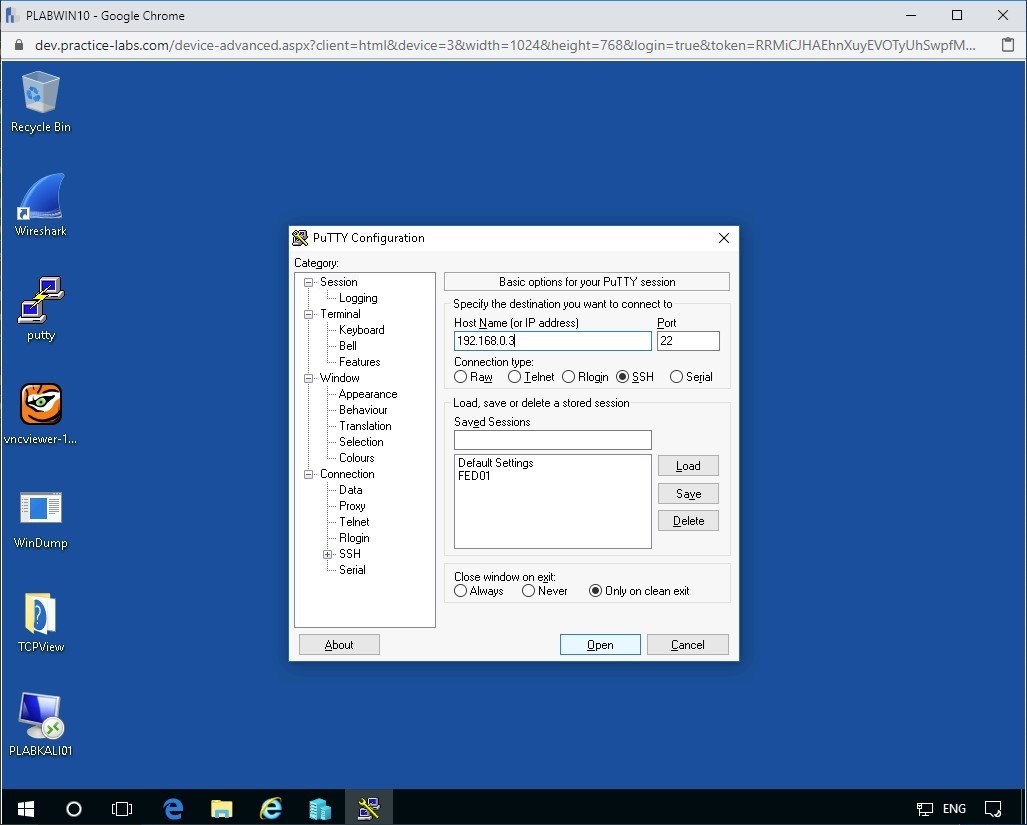 PLABWIN10 - Google Chrome
dev.practice-labs.com/device-advanced.aspx?client=html&device=3&width=1024&height=768&login=true&token=RRMiCJHAEhnXuyEVOTyUhSwpfM...
Recycle Bin
Wireshark
putty
vncviewer-1...
WinDump
TCPView
PLABKALI01
PuTTY Configuration
Category:
Session
Logging
Terminal
Keyboard
Bell
Features
Window
Appearance
Behaviour
Translation
Selection
Colours
Connection
Data
Proxy
Telnet
Rlogin
SSH
Serial
Basic options for your PuTTY session
Specify the destination you want to connect to
Host Name (or IP address) Port
192.168.0.3 22
Connection type:
Raw Telnet Rlogin SSH Serial
Load, save or delete a stored session
Saved Sessions
Default Settings
FED01
Load
Save
Delete
Close window on exit:
Always Never Only on clean exit
About Open Cancel
ENG